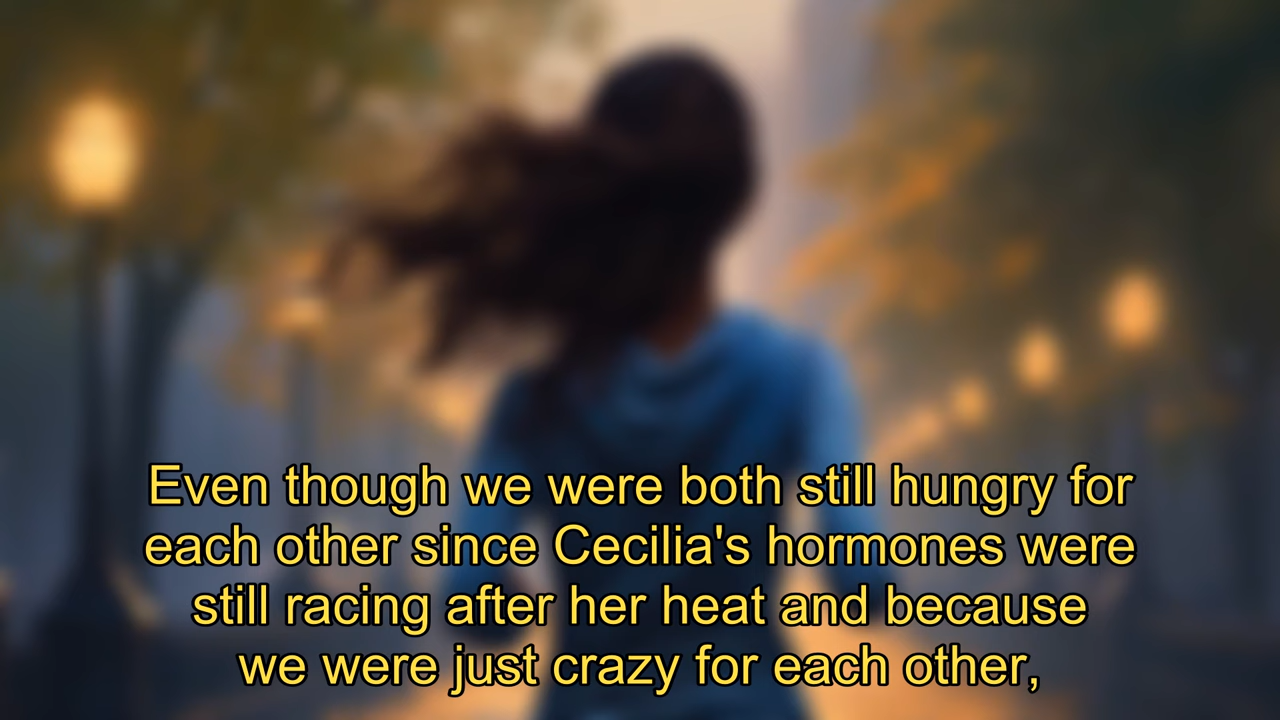 Even though we were both still hungry for
each other since Cecilia's hormones were
still racing after her heat and because
we were just crazy for each other,